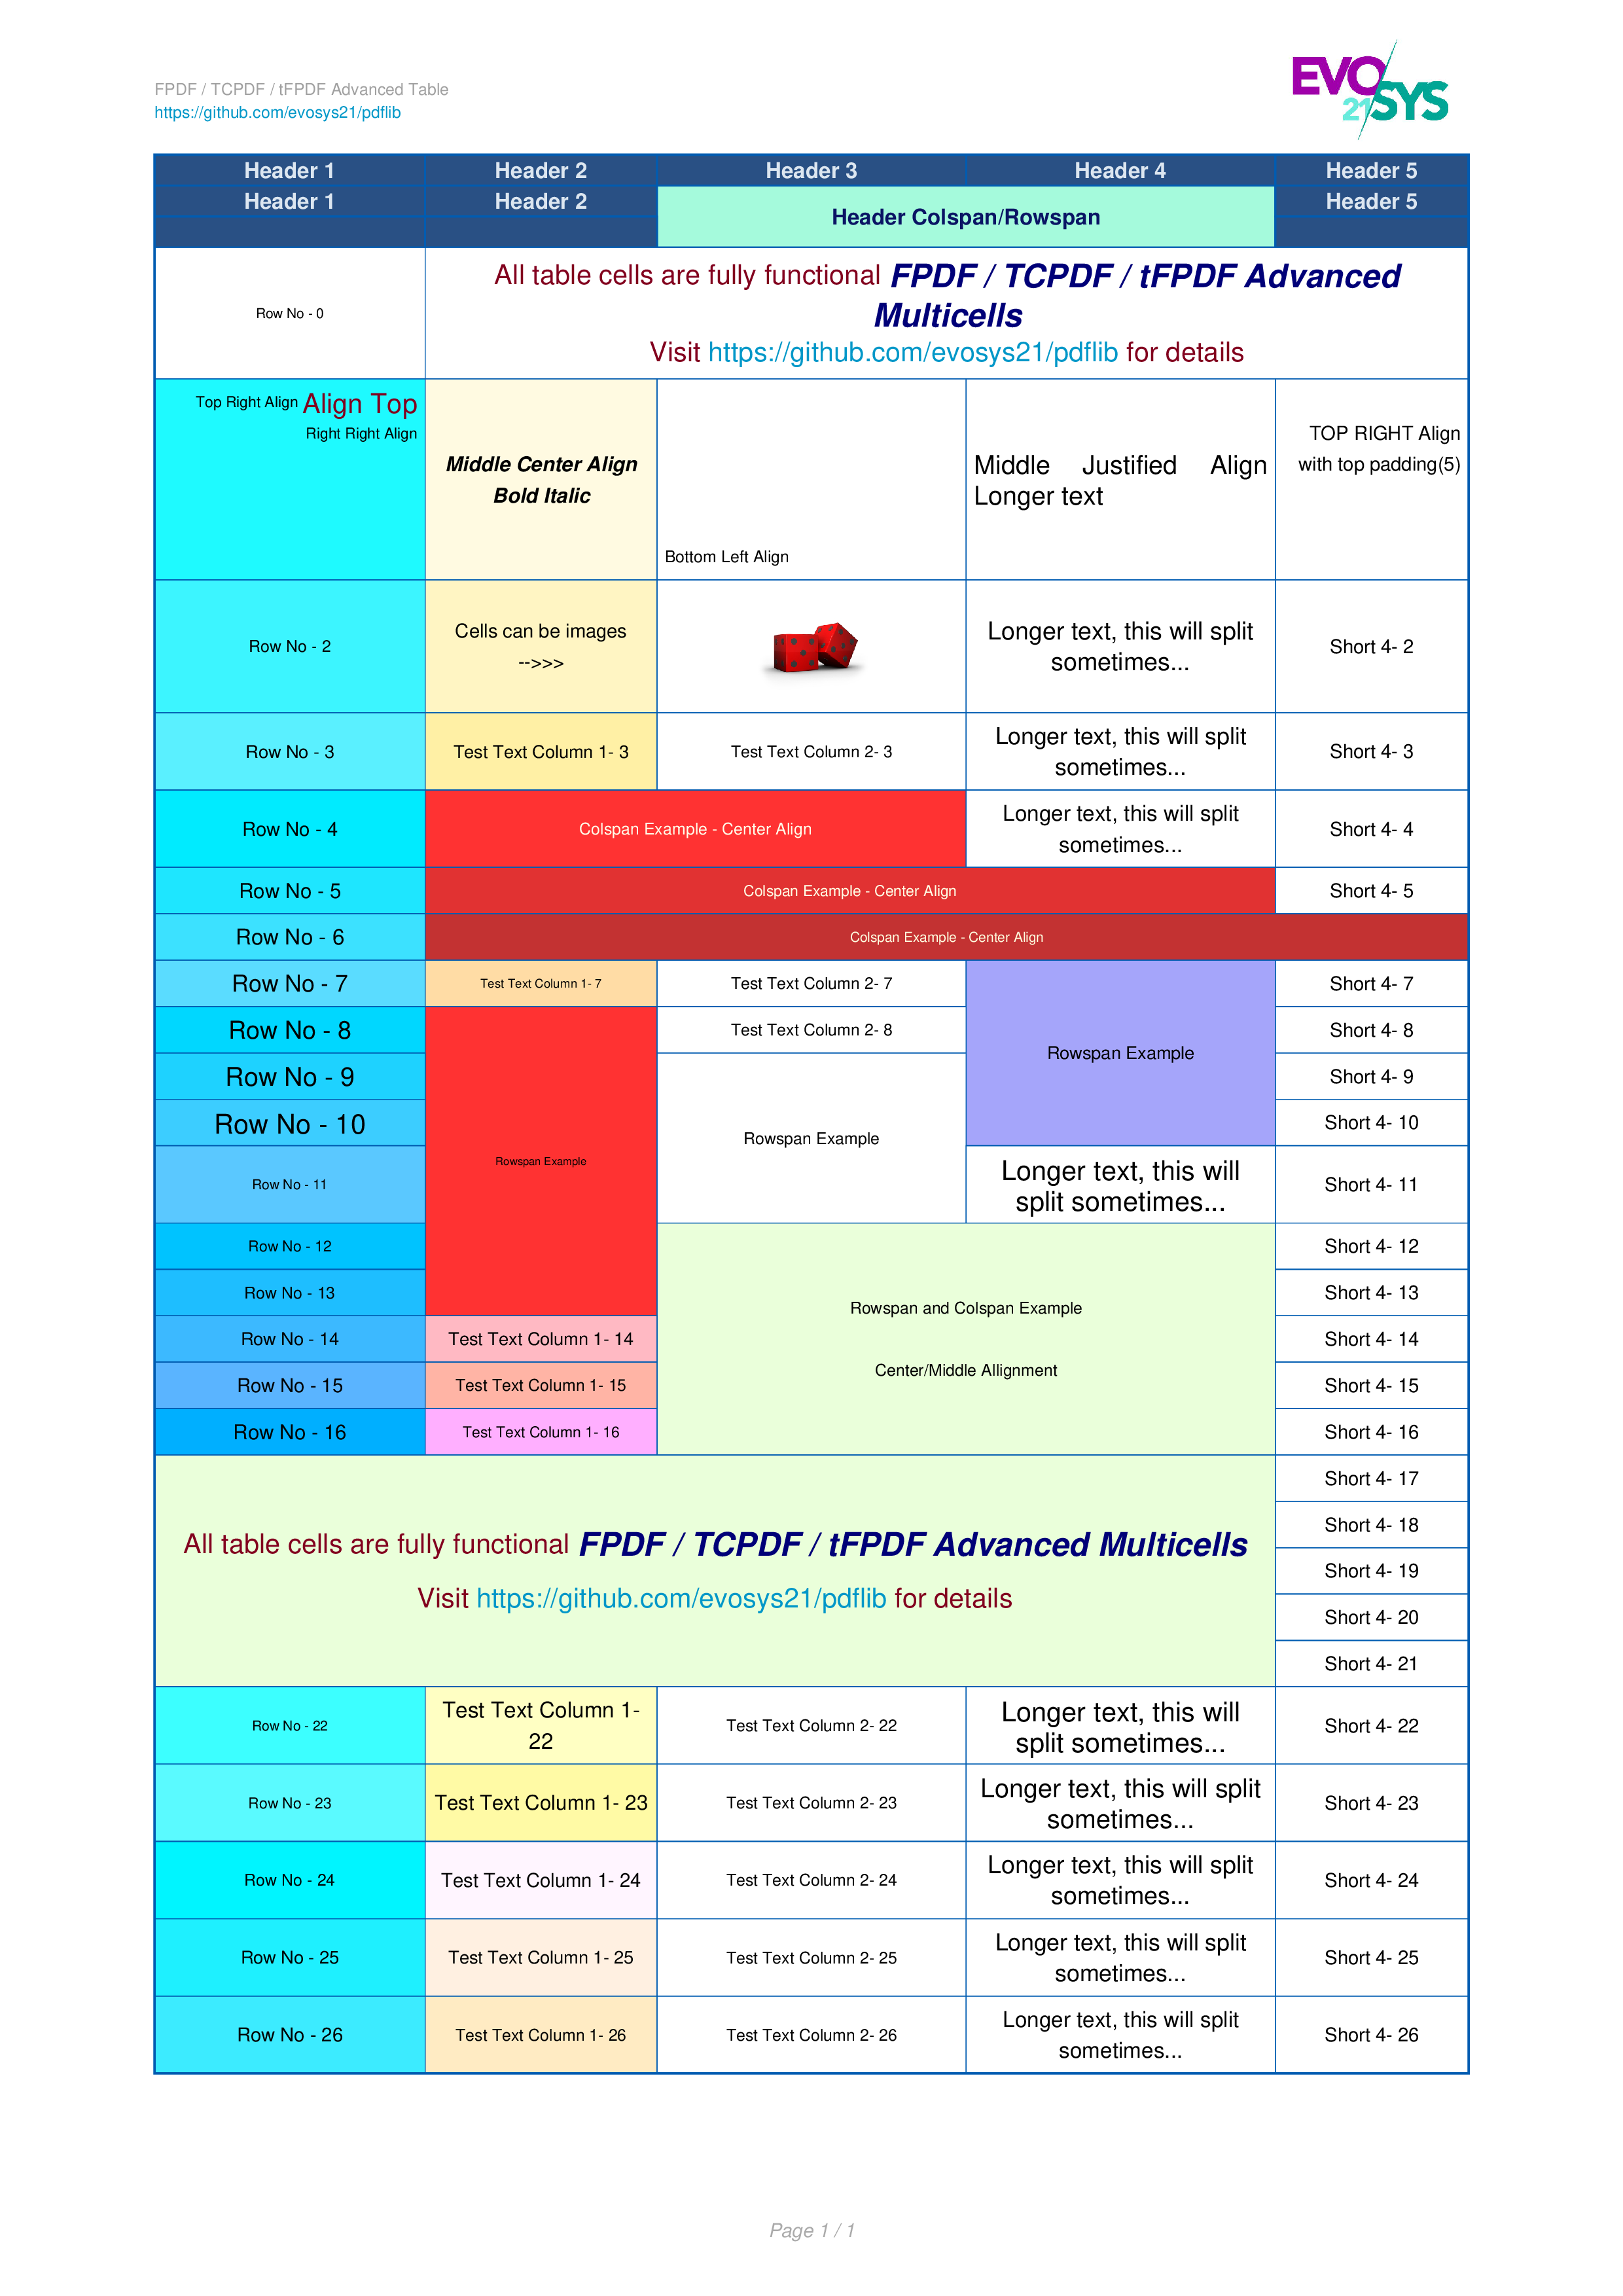 FPDF / TCPDF / tFPDF Advanced Table
https://github.com/evosys21/pdflib
EVO
21
SYS
Header 1 Header 2 Header 3 Header 4 Header 5
Header 1 Header 2 Header Colspan/Rowspan Header 5
Row No - 0
All table cells are fully functional FPDF / TCPDF / tFPDF Advanced
Multicells
Visit https://github.com/evosys21/pdflib for details
Top Right Align Align Top
Right Right Align
Middle Center Align
Bold Italic
Bottom Left Align
Middle Justified Align
Longer text
TOP RIGHT Align
with top padding(5)
Row No - 2
Cells can be images
-->>>
Longer text, this will split
sometimes...
Short 4- 2
Row No - 3
Test Text Column 1- 3
Test Text Column 2- 3
Longer text, this will split
sometimes...
Short 4- 3
Row No - 4
Colspan Example - Center Align
Longer text, this will split
sometimes...
Short 4- 4
Row No - 5
Colspan Example - Center Align
Short 4- 5
Row No - 6
Colspan Example - Center Align
Row No - 7
Test Text Column 1- 7
Test Text Column 2- 7
Rowspan Example
Short 4- 7
Row No - 8
Rowspan Example
Test Text Column 2- 8
Short 4- 8
Row No - 9
Rowspan Example
Short 4- 9
Row No - 10
Short 4- 10
Row No - 11
Longer text, this will
split sometimes...
Short 4- 11
Row No - 12
Rowspan and Colspan Example
Center/Middle Allignment
Short 4- 12
Row No - 13
Short 4- 13
Row No - 14
Test Text Column 1- 14
Short 4- 14
Row No - 15
Test Text Column 1- 15
Short 4- 15
Row No - 16
Test Text Column 1- 16
Short 4- 16
All table cells are fully functional FPDF / TCPDF / tFPDF Advanced Multicells
Visit https://github.com/evosys21/pdflib for details
Short 4- 17
Short 4- 18
Short 4- 19
Short 4- 20
Short 4- 21
Row No - 22
Test Text Column 1-
22
Test Text Column 2- 22
Longer text, this will
split sometimes...
Short 4- 22
Row No - 23
Test Text Column 1- 23
Test Text Column 2- 23
Longer text, this will split
sometimes...
Short 4- 23
Row No - 24
Test Text Column 1- 24
Test Text Column 2- 24
Longer text, this will split
sometimes...
Short 4- 24
Row No - 25
Test Text Column 1- 25
Test Text Column 2- 25
Longer text, this will split
sometimes...
Short 4- 25
Row No - 26
Test Text Column 1- 26
Test Text Column 2- 26
Longer text, this will split
sometimes...
Short 4- 26
Page 1 / 1